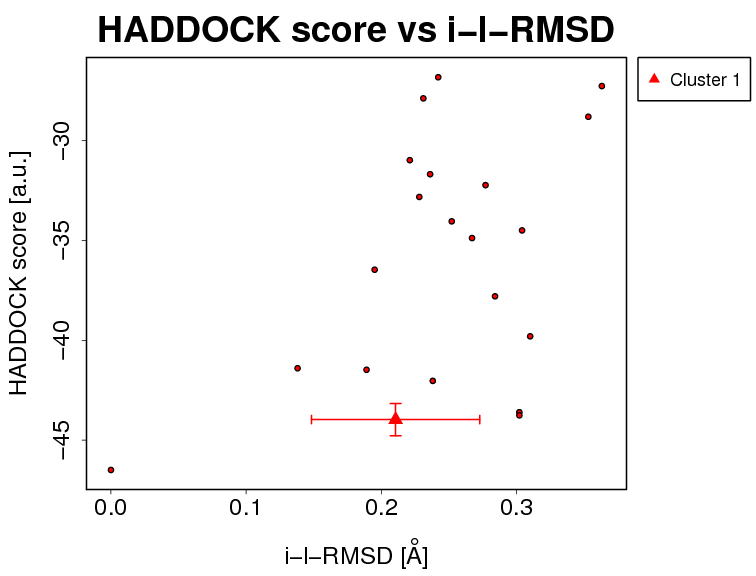 HADDOCK score vs i−l−RMSD
Cluster 1
HADDOCK score [a.u.]
−30
−35
−40
−45
0.0
0.1
0.2
0.3
i−l−RMSD [Å]